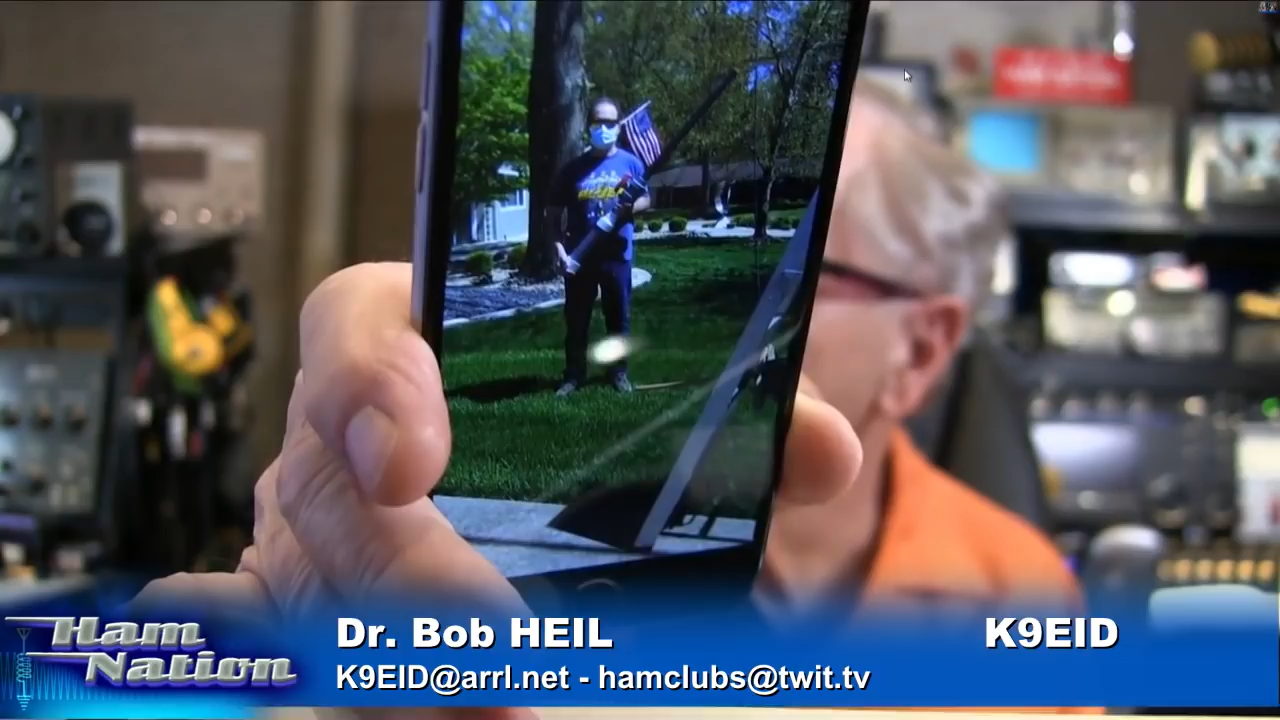 Ham
Nation
Dr. Bob HEIL
K9EID
K9EID@arrl.net - hamclubs@twit.tv